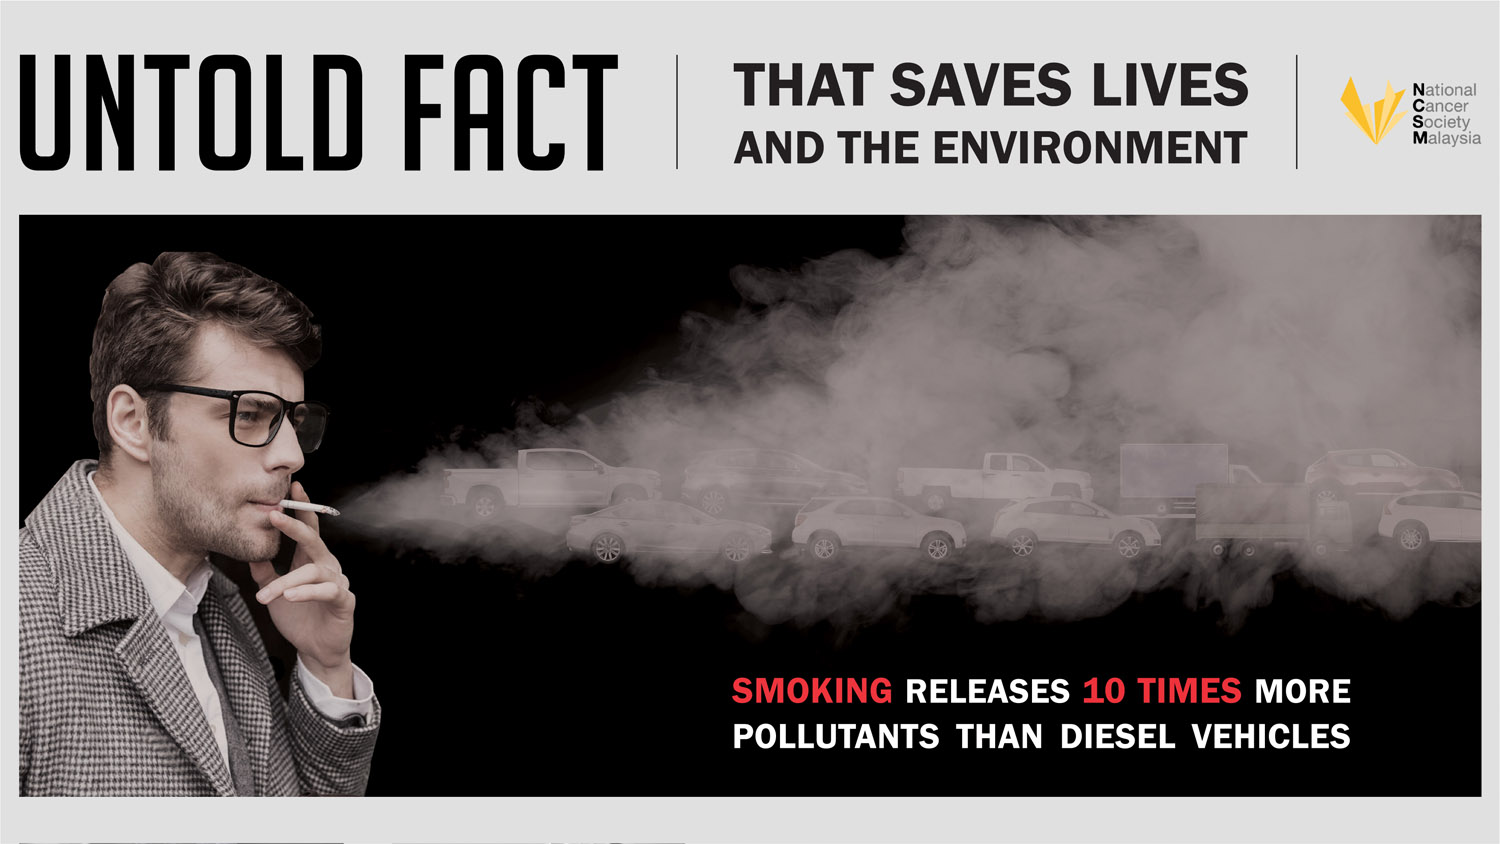 UNTOLD FACT
THAT SAVES LIVES
AND THE ENVIRONMENT
National
Cancer
Society
Malaysia
SMOKING RELEASES 10 TIMES MORE
POLLUTANTS THAN DIESEL VEHICLES